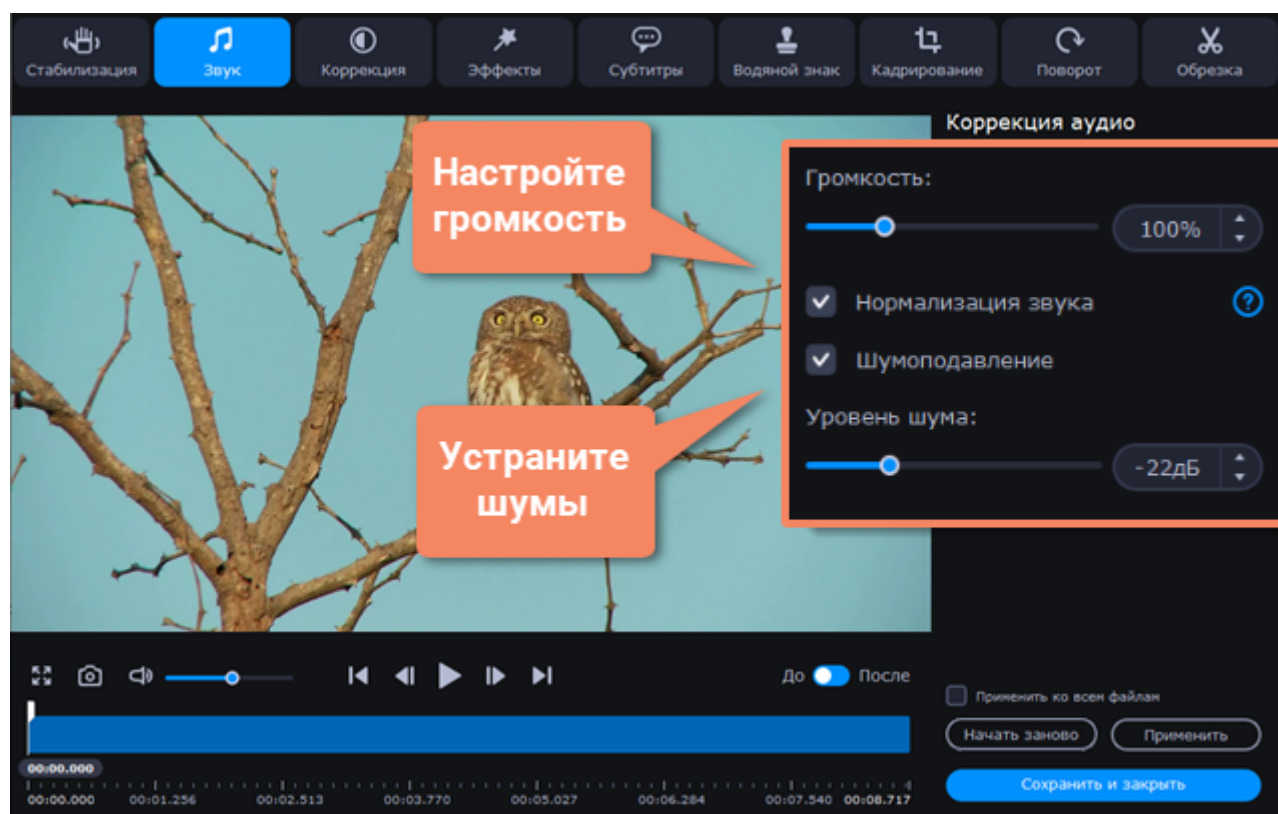 Стабилизация
Звук
Коррекция
Эффекты
Субтитры
Водяной знак
Кадрирование
Поворот
Обрезка
Коррекция аудио
Настройте
громкость
Громкость:
100%
Нормализация звука
?
Шумоподавление
Устраните
шумы
Уровень шума:
-22дБ
До
После
Применить ко всем файлам
Начать заново
Применить
Сохранить и закрыть
00:00.000
00:00.000 00:01.256 00:02.513 00:03.770 00:05.027 00:06.284 00:07.540 00:08.717